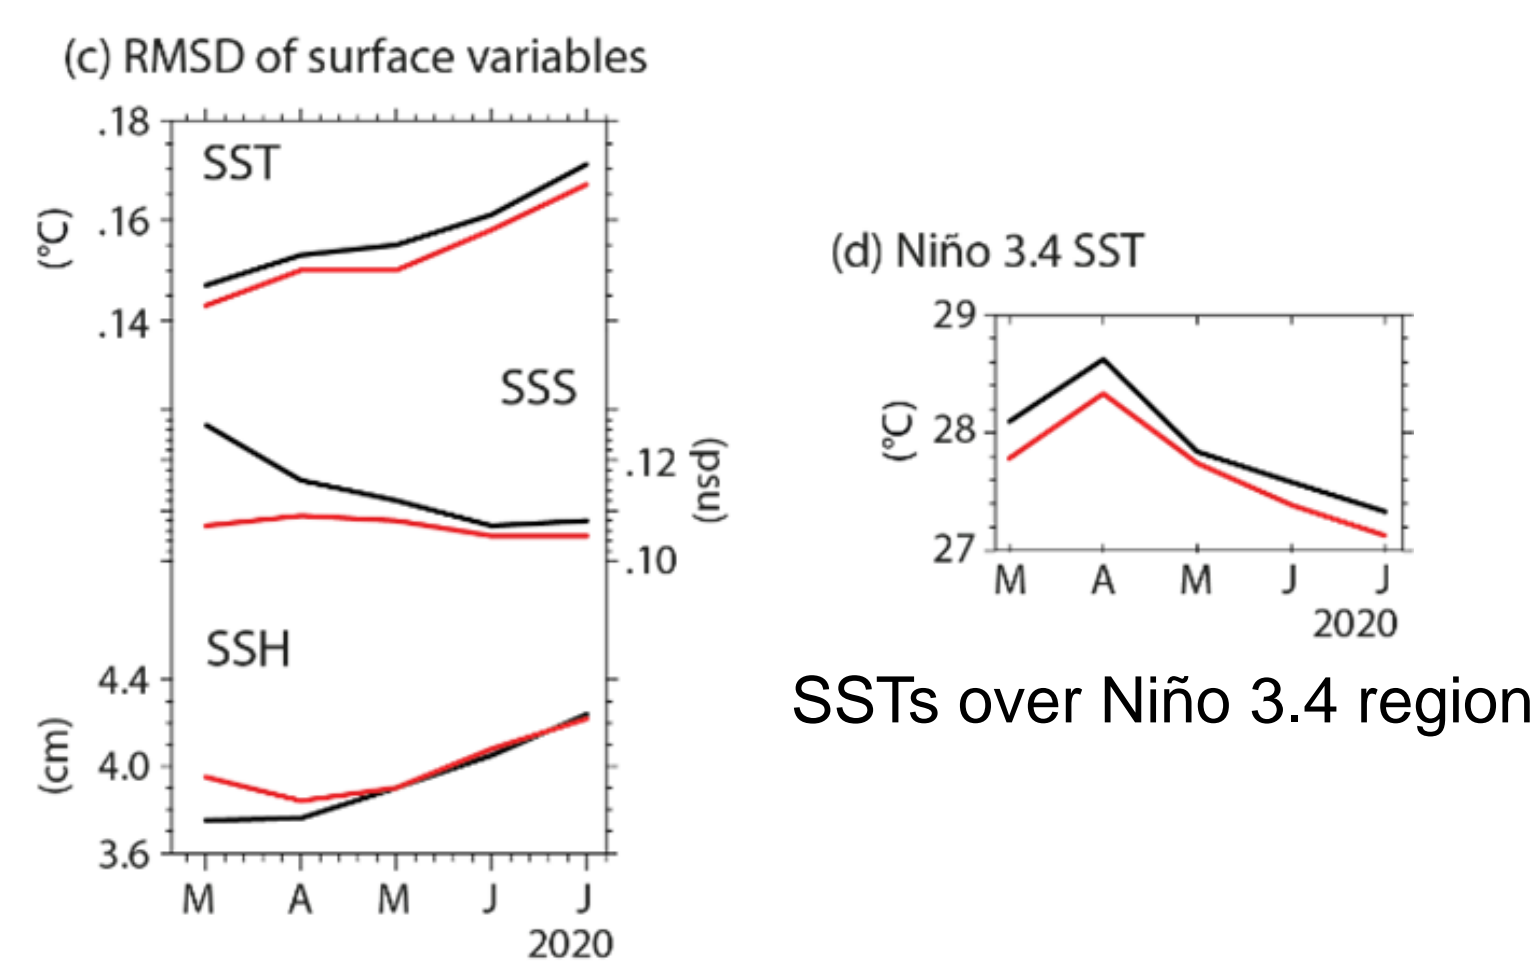 (c) RMSD of surface variables
.18
SST
.16
(°C)
.14
SSS
.12
(psu)
.10
SSH
4.4
4.0
(cm)
3.6
M A M J J
2020
(d) Niño 3.4 SST
29
(°C)
28
27
M A M J J
2020
SSTs over Niño 3.4 region